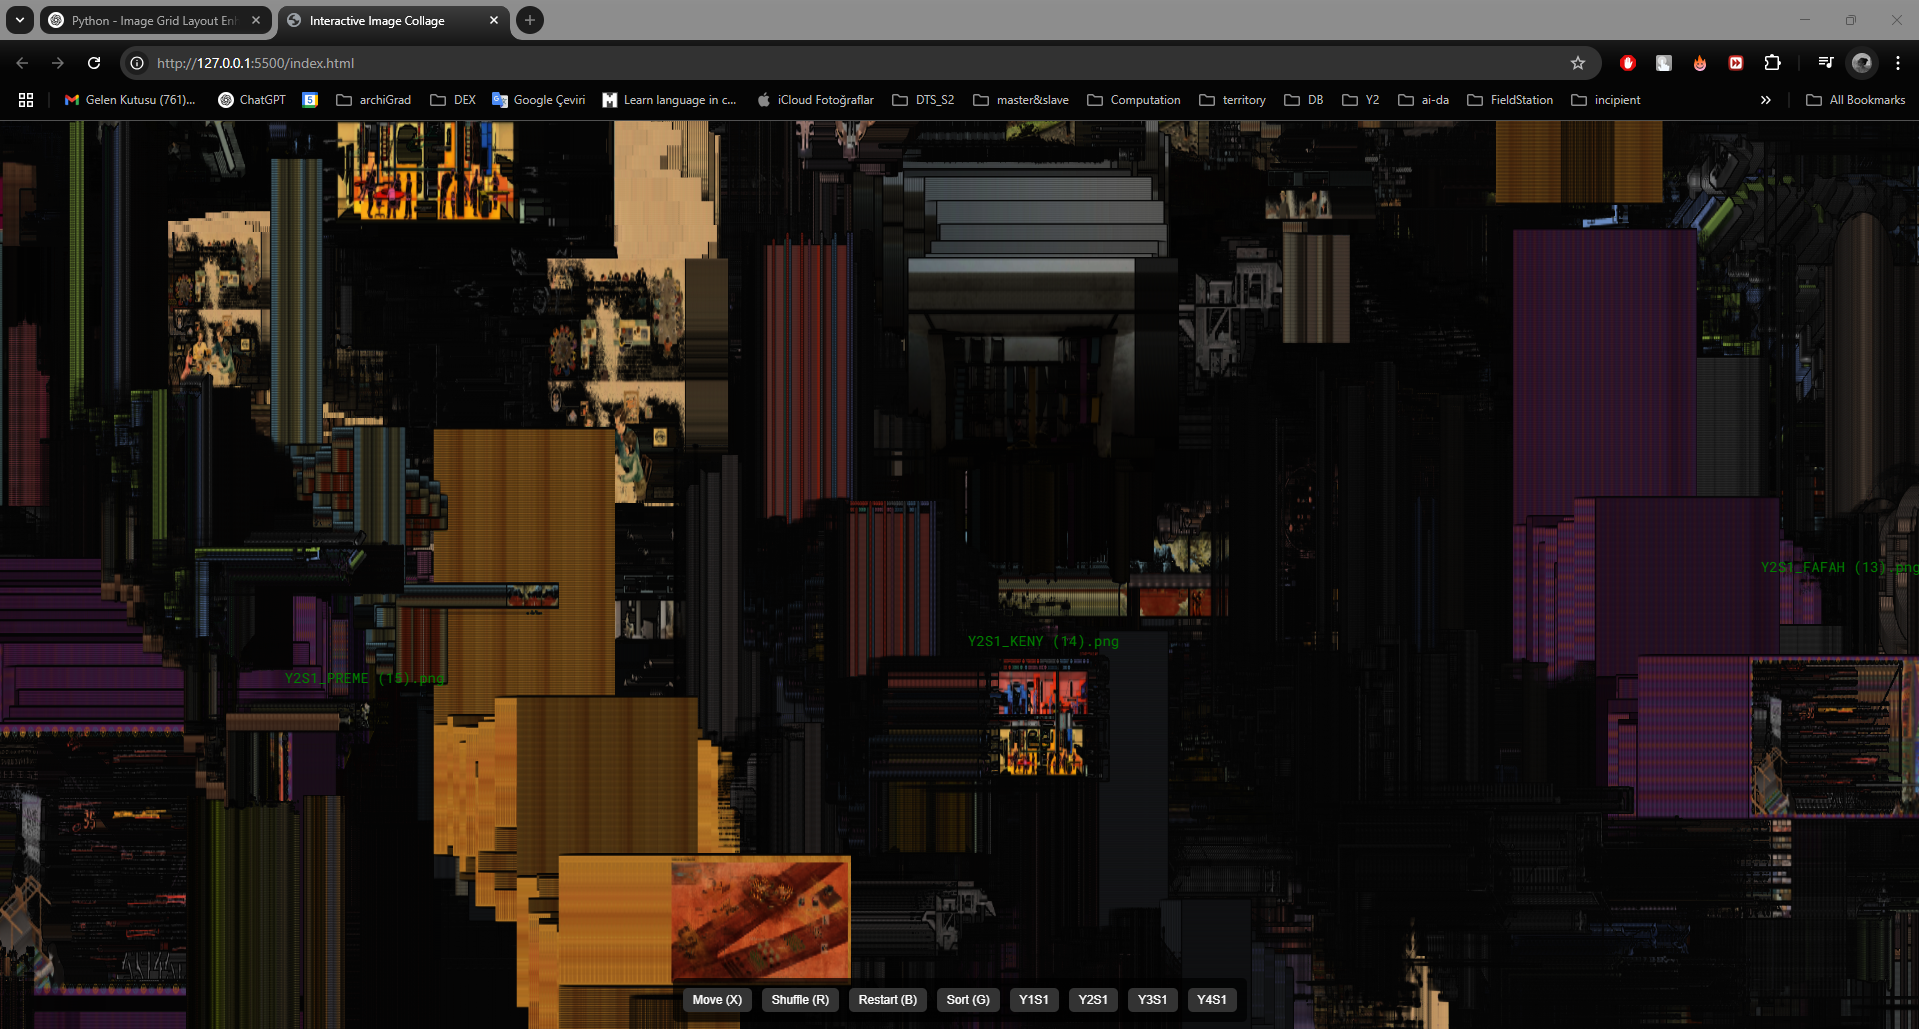 Python - Image Grid Layout Enh
Interactive Image Collage
http://127.0.0.1:5500/index.html
Gelen Kutusu (761)...
ChatGPT
archiGrad
DEX
Google Çeviri
Learn language in c...
iCloud Fotoğraflar
DTS_S2
master&slave
Computation
territory
DB
Y2
ai-da
FieldStation
incipient
All Bookmarks
Y2S1_FAFAH (13).png
Y2S1_KENY (14).png
Y2S1_PREME (15).png
Move (X)
Shuffle (R)
Restart (B)
Sort (G)
Y1S1
Y2S1
Y3S1
Y4S1